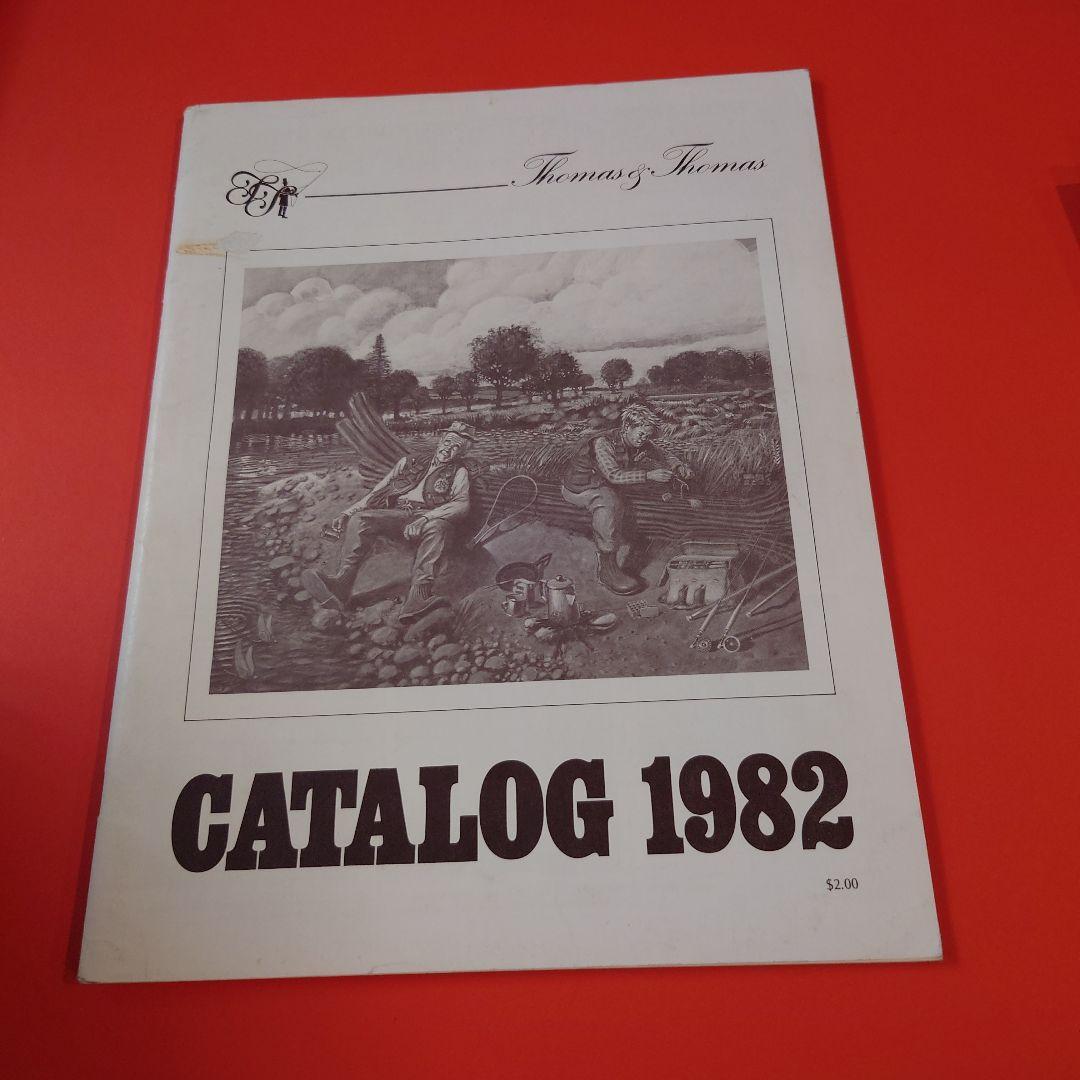 Thomas & Thomas
CATALOG 1982
$2.00